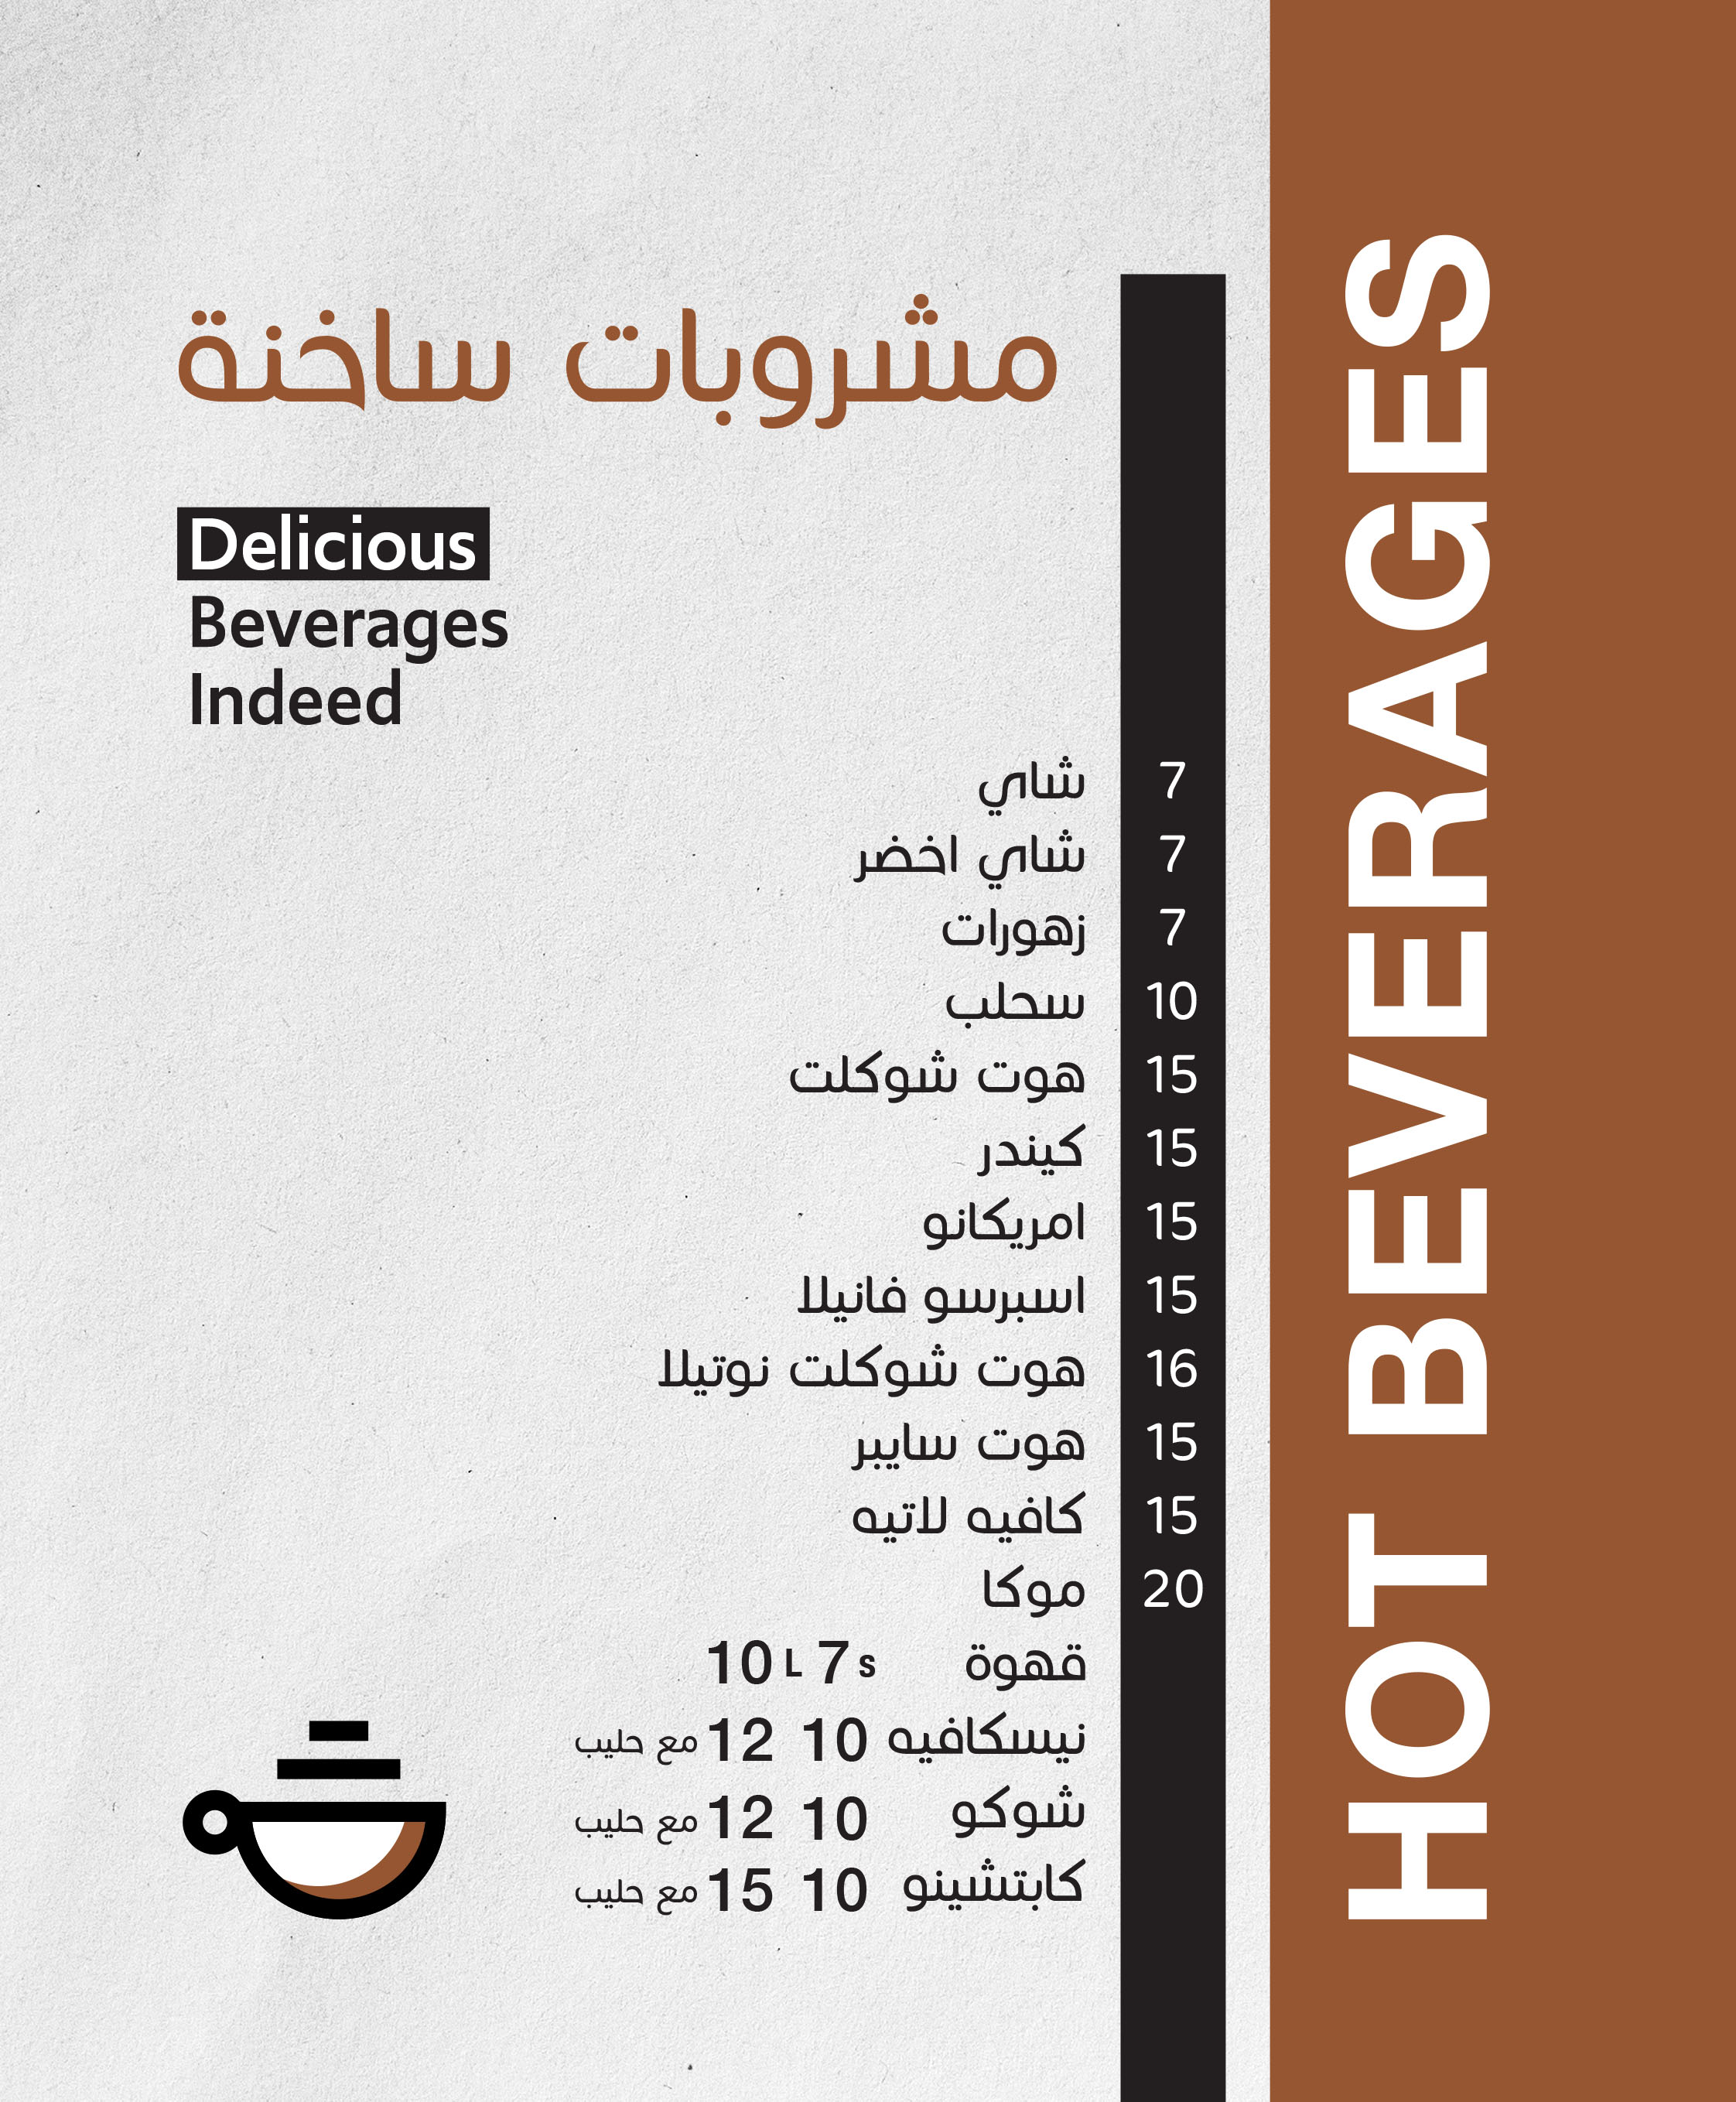 HOT BEVERAGES
مشروبات ساخنة
Delicious
Beverages
Indeed
شاي 7
شاي اخضر 7
زهورات 7
سحلب 10
هوت شوكلت 15
كيندر 15
امريكانو 15
اسبرسو فانيلا 15
هوت شوكلت نوتيلا 16
هوت سايبر 15
كافيه لاتيه 15
موكا 20
قهوة 7 s 10 L
نيسكافيه 10 12 مع حليب
شوكو 10 12 مع حليب
كابتشينو 10 15 مع حليب